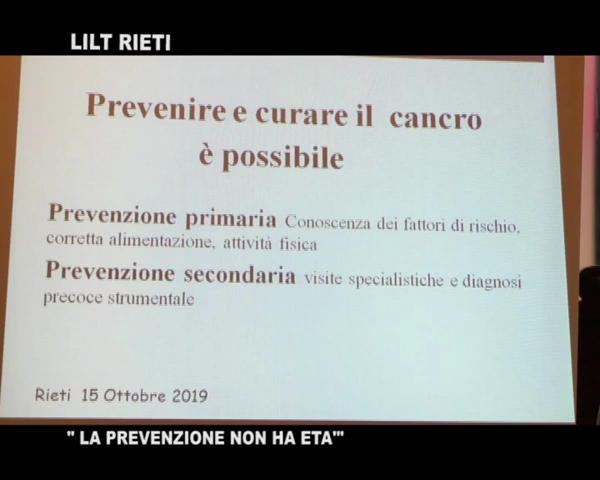 LILT RIETI
Prevenire e curare il cancro
è possibile
Prevenzione primaria Conoscenza dei fattori di rischio,
corretta alimentazione, attività fisica
Prevenzione secondaria visite specialistiche e diagnosi
precoce strumentale
Rieti 15 Ottobre 2019
" LA PREVENZIONE NON HA ETA'"